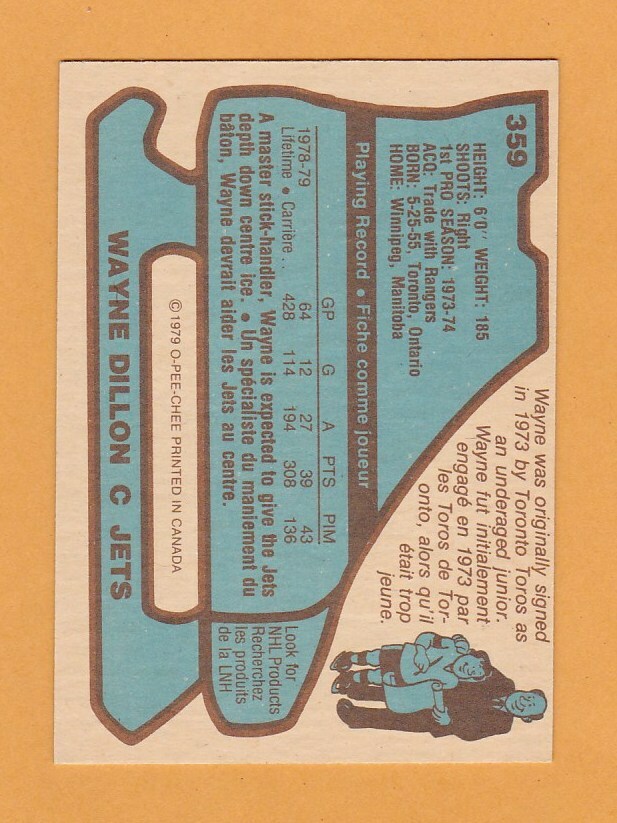 359
HEIGHT: 6'0" WEIGHT: 185
SHOOTS: Right
1st PRO SEASON: 1973-74
ACQ: Trade with Rangers
BORN: 5-25-55, Toronto, Ontario
HOME: Winnipeg, Manitoba
Wayne was originally signed
in 1973 by Toronto Toros as
an underaged junior.
Wayne fut initialement
engagé en 1973 par
les Toros de Tor-
onto, alors qu'il
était trop
jeune.
Playing Record • Fiche comme joueur
GP G A PTS PIM
1978-79 64 12 27 39 43
Lifetime • Carrière .. 428 114 194 308 136
A master stick-handler, Wayne is expected to give the Jets
depth down centre ice. • Un spécialiste du maniement du
bâton, Wayne devrait aider les Jets au centre.
Look for
NHL Products
Recherchez
les produits
de la LNH
© 1979 O-PEE-CHEE PRINTED IN CANADA
WAYNE DILLON C JETS